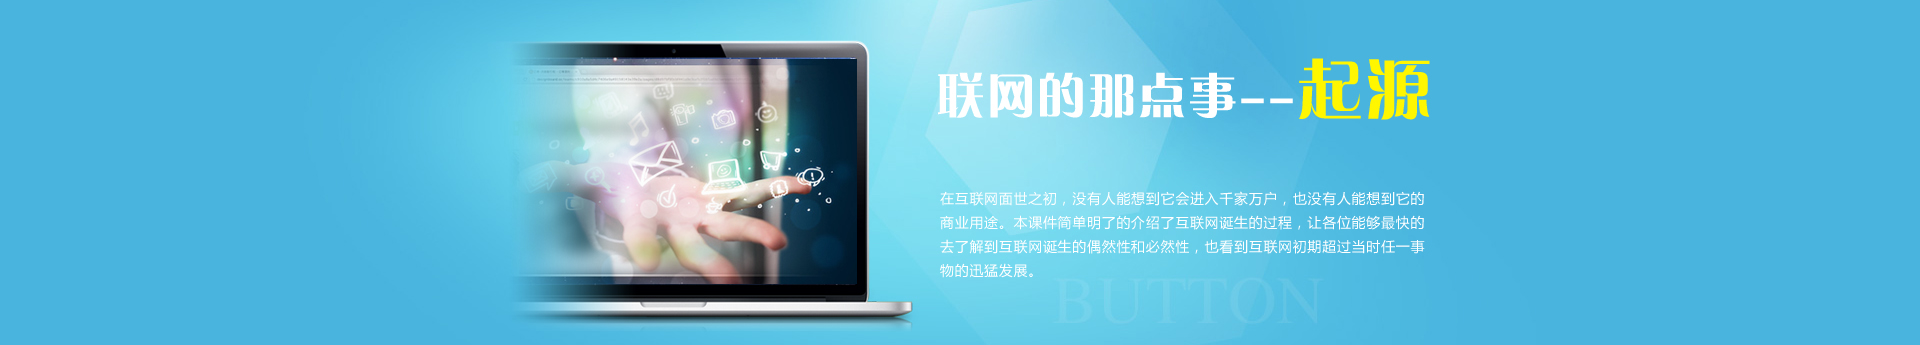 联网的那点事--起源
在互联网面世之初，没有人能想到它会进入千家万户，也没有人能想到它的
商业用途。本课件简单明了的介绍了互联网诞生的过程，让各位能够最快的
去了解到互联网诞生的偶然性和必然性，也看到互联网初期超过当时任一事
物的迅猛发展。
BUTTON